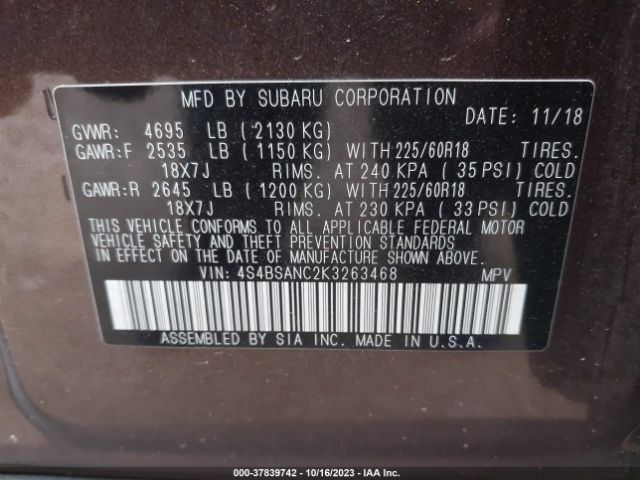 MFD BY SUBARU CORPORATION
DATE: 11/18
GVWR: 4695 LB ( 2130 KG)
GAWR:F 2535 LB ( 1150 KG) WITH 225/60R18 TIRES.
18X7J RIMS. AT 240 KPA ( 35 PSI) COLD
GAWR:R 2645 LB ( 1200 KG) WITH 225/60R18 TIRES.
18X7J RIMS. AT 230 KPA ( 33 PSI) COLD
THIS VEHICLE CONFORMS TO ALL APPLICABLE FEDERAL MOTOR
VEHICLE SAFETY AND THEFT PREVENTION STANDARDS
IN EFFECT ON THE DATE OF MANUFACTURE SHOWN ABOVE.
VIN: 4S4BSANC2K3263468 MPV
ASSEMBLED BY SIA INC. MADE IN U.S.A.
000-37839742 - 10/16/2023 - IAAI.CA